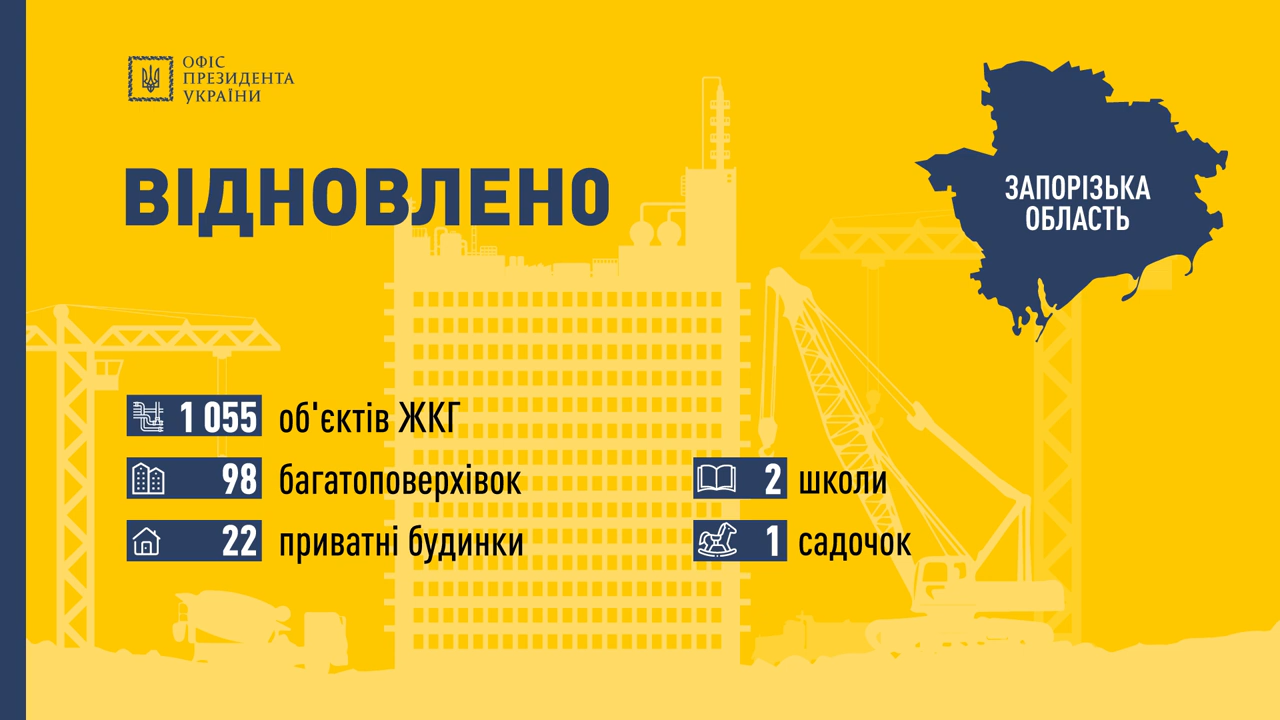 ОФІС
ПРЕЗИДЕНТА
УКРАЇНИ
ВІДНОВЛЕНО
ЗАПОРІЗЬКА
ОБЛАСТЬ
1 055 об'єктів ЖКГ
98 багатоповерхівок
22 приватні будинки
2 школи
1 садочок